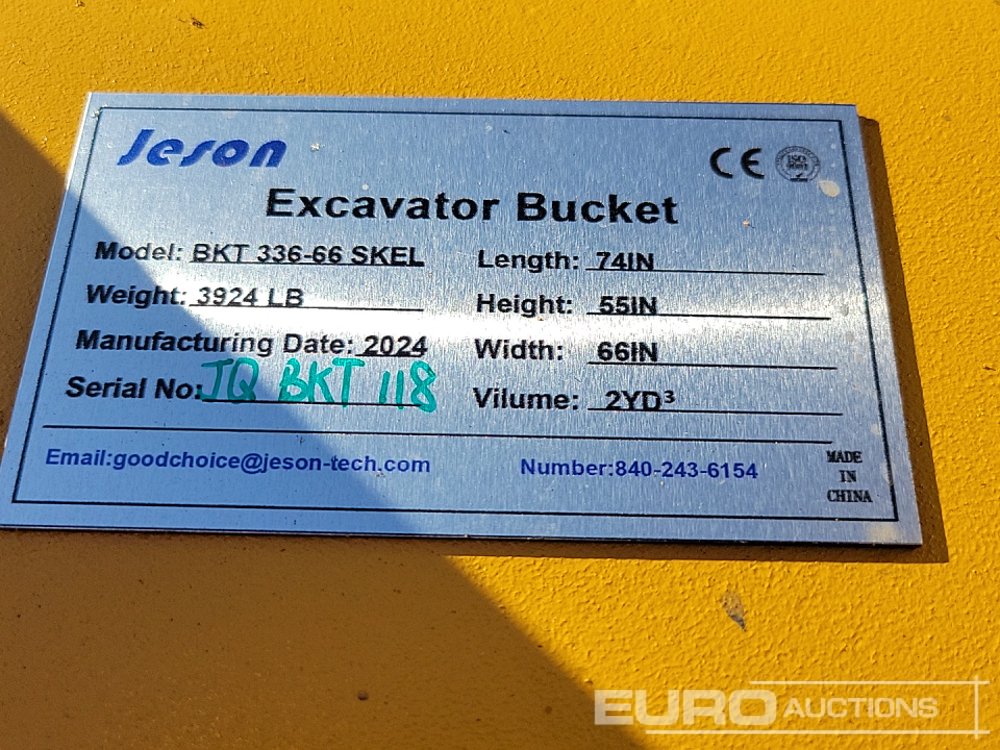 Jeson
CE ISO
Excavator Bucket
Model: BKT 336-66 SKEL
Weight: 3924 LB
Manufacturing Date: 2024
Serial No: JQ BKT 118
Length: 74IN
Height: 55IN
Width: 66IN
Vilume: 2YD³
Email:goodchoice@jeson-tech.com
Number:840-243-6154
MADE
IN
CHINA
EURO AUCTIONS